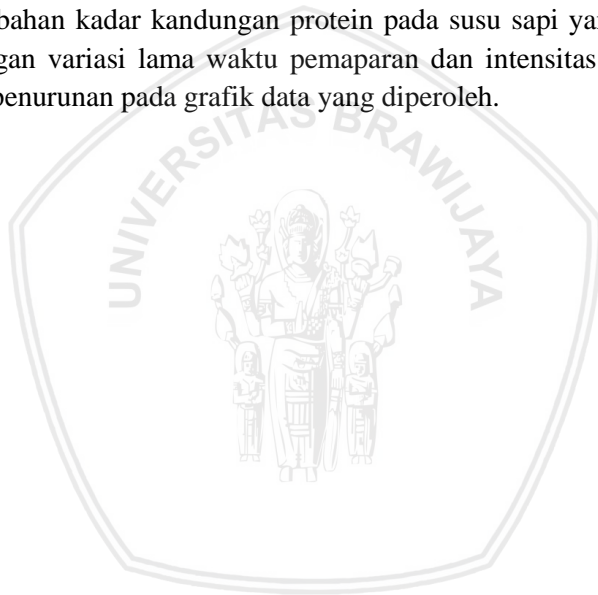 bahan kadar kandungan protein pada susu sapi yan
gan variasi lama waktu pemaparan dan intensitas
penurunan pada grafik data yang diperoleh.
UNIVERSITAS BRAWIJAYA